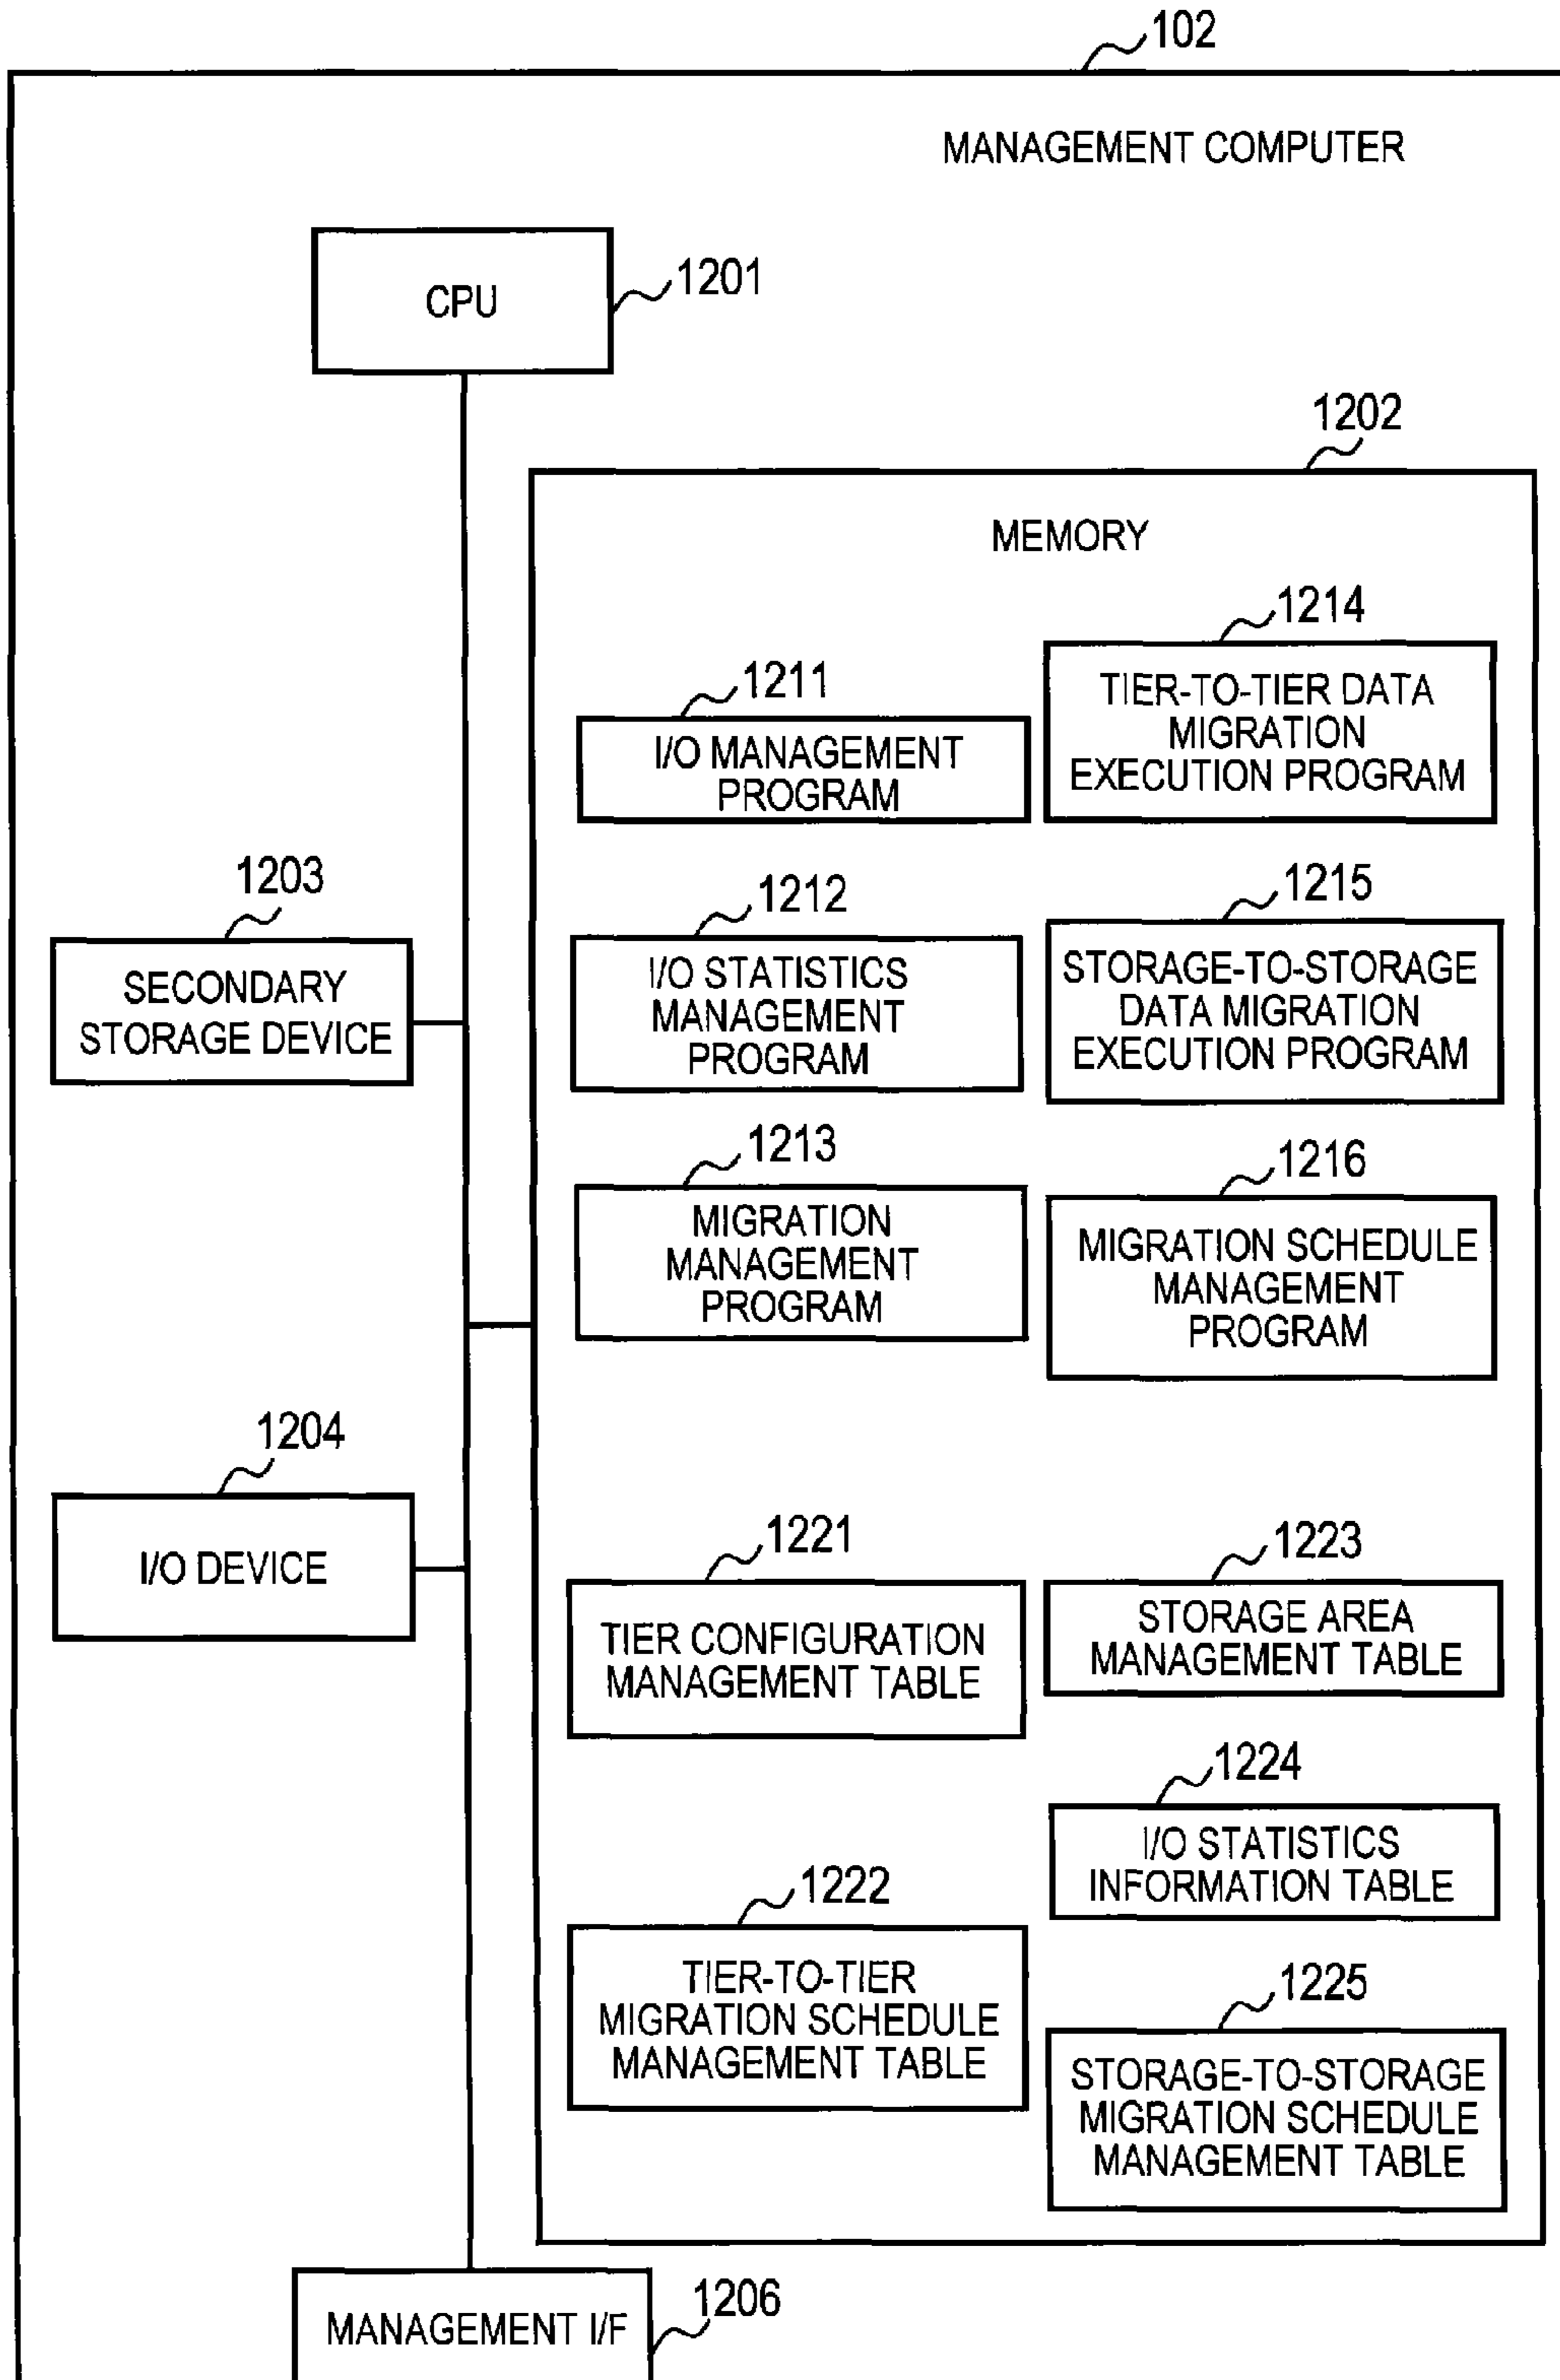 102
MANAGEMENT COMPUTER
CPU
1201
1202
MEMORY
1214
TIER-TO-TIER DATA
MIGRATION
EXECUTION PROGRAM
1211
I/O MANAGEMENT
PROGRAM
1203
SECONDARY
STORAGE DEVICE
1212
I/O STATISTICS
MANAGEMENT
PROGRAM
1215
STORAGE-TO-STORAGE
DATA MIGRATION
EXECUTION PROGRAM
1213
MIGRATION
MANAGEMENT
PROGRAM
1216
MIGRATION SCHEDULE
MANAGEMENT
PROGRAM
1204
I/O DEVICE
1221
TIER CONFIGURATION
MANAGEMENT TABLE
1223
STORAGE AREA
MANAGEMENT TABLE
1224
I/O STATISTICS
INFORMATION TABLE
1222
TIER-TO-TIER
MIGRATION SCHEDULE
MANAGEMENT TABLE
1225
STORAGE-TO-STORAGE
MIGRATION SCHEDULE
MANAGEMENT TABLE
MANAGEMENT I/F
1206